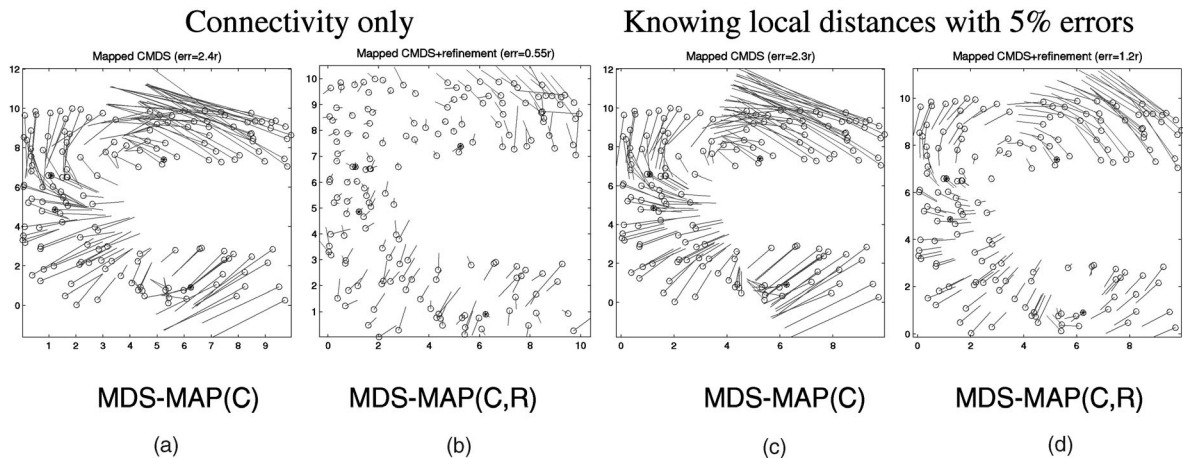 Connectivity only
Knowing local distances with 5% errors
Mapped CMDS (err=2.4r)
Mapped CMDS+refinement (err=0.55r)
Mapped CMDS (err=2.3r)
Mapped CMDS+refinement (err=1.2r)
12
10
8
6
4
2
0
1 2 3 4 5 6 7 8 9
10
9
8
7
6
5
4
3
2
1
0 2 4 6 8 10
12
10
8
6
4
2
0
0 2 4 6 8
10
8
6
4
2
0
0 2 4 6 8
MDS-MAP(C)
MDS-MAP(C,R)
MDS-MAP(C)
MDS-MAP(C,R)
(a)
(b)
(c)
(d)